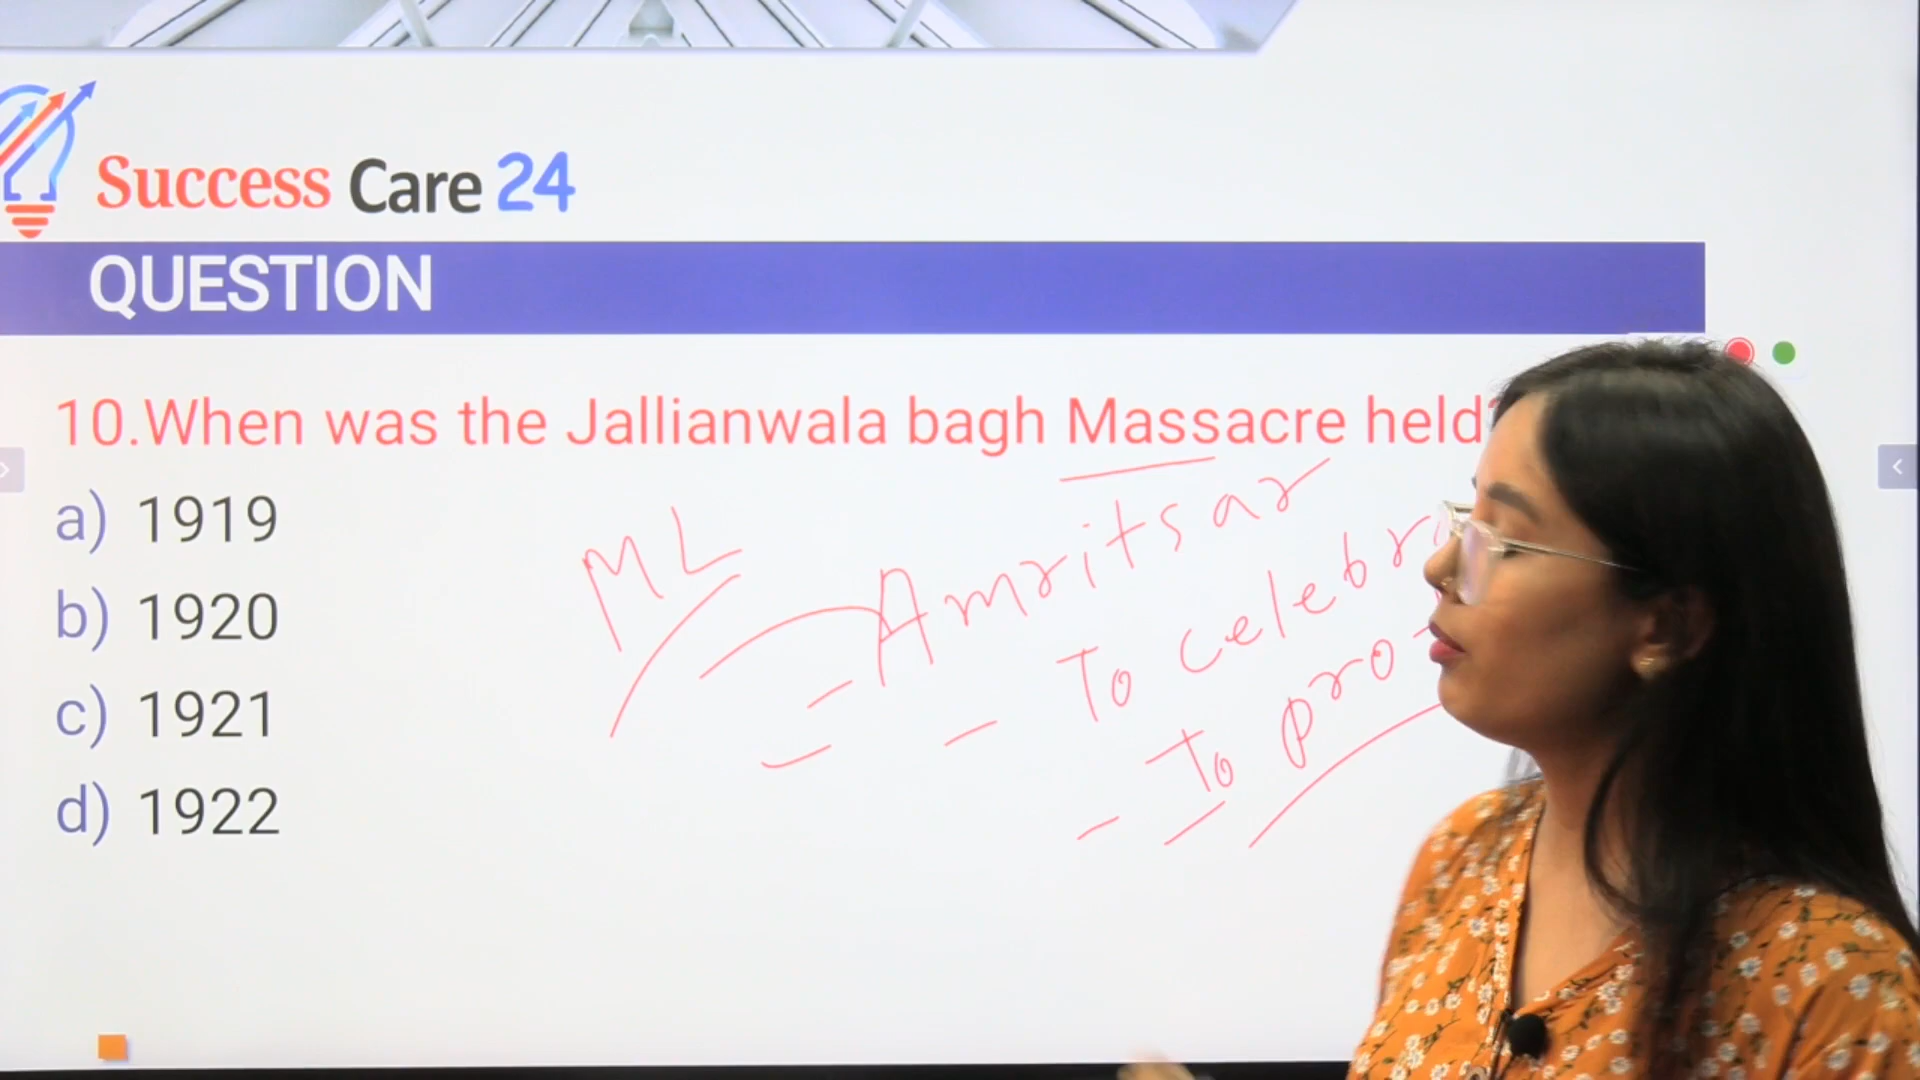 Success Care 24
QUESTION
10.When was the Jallianwala bagh Massacre held?
a) 1919
b) 1920
c) 1921
d) 1922
ML
Amritsar
To celebr
To pro